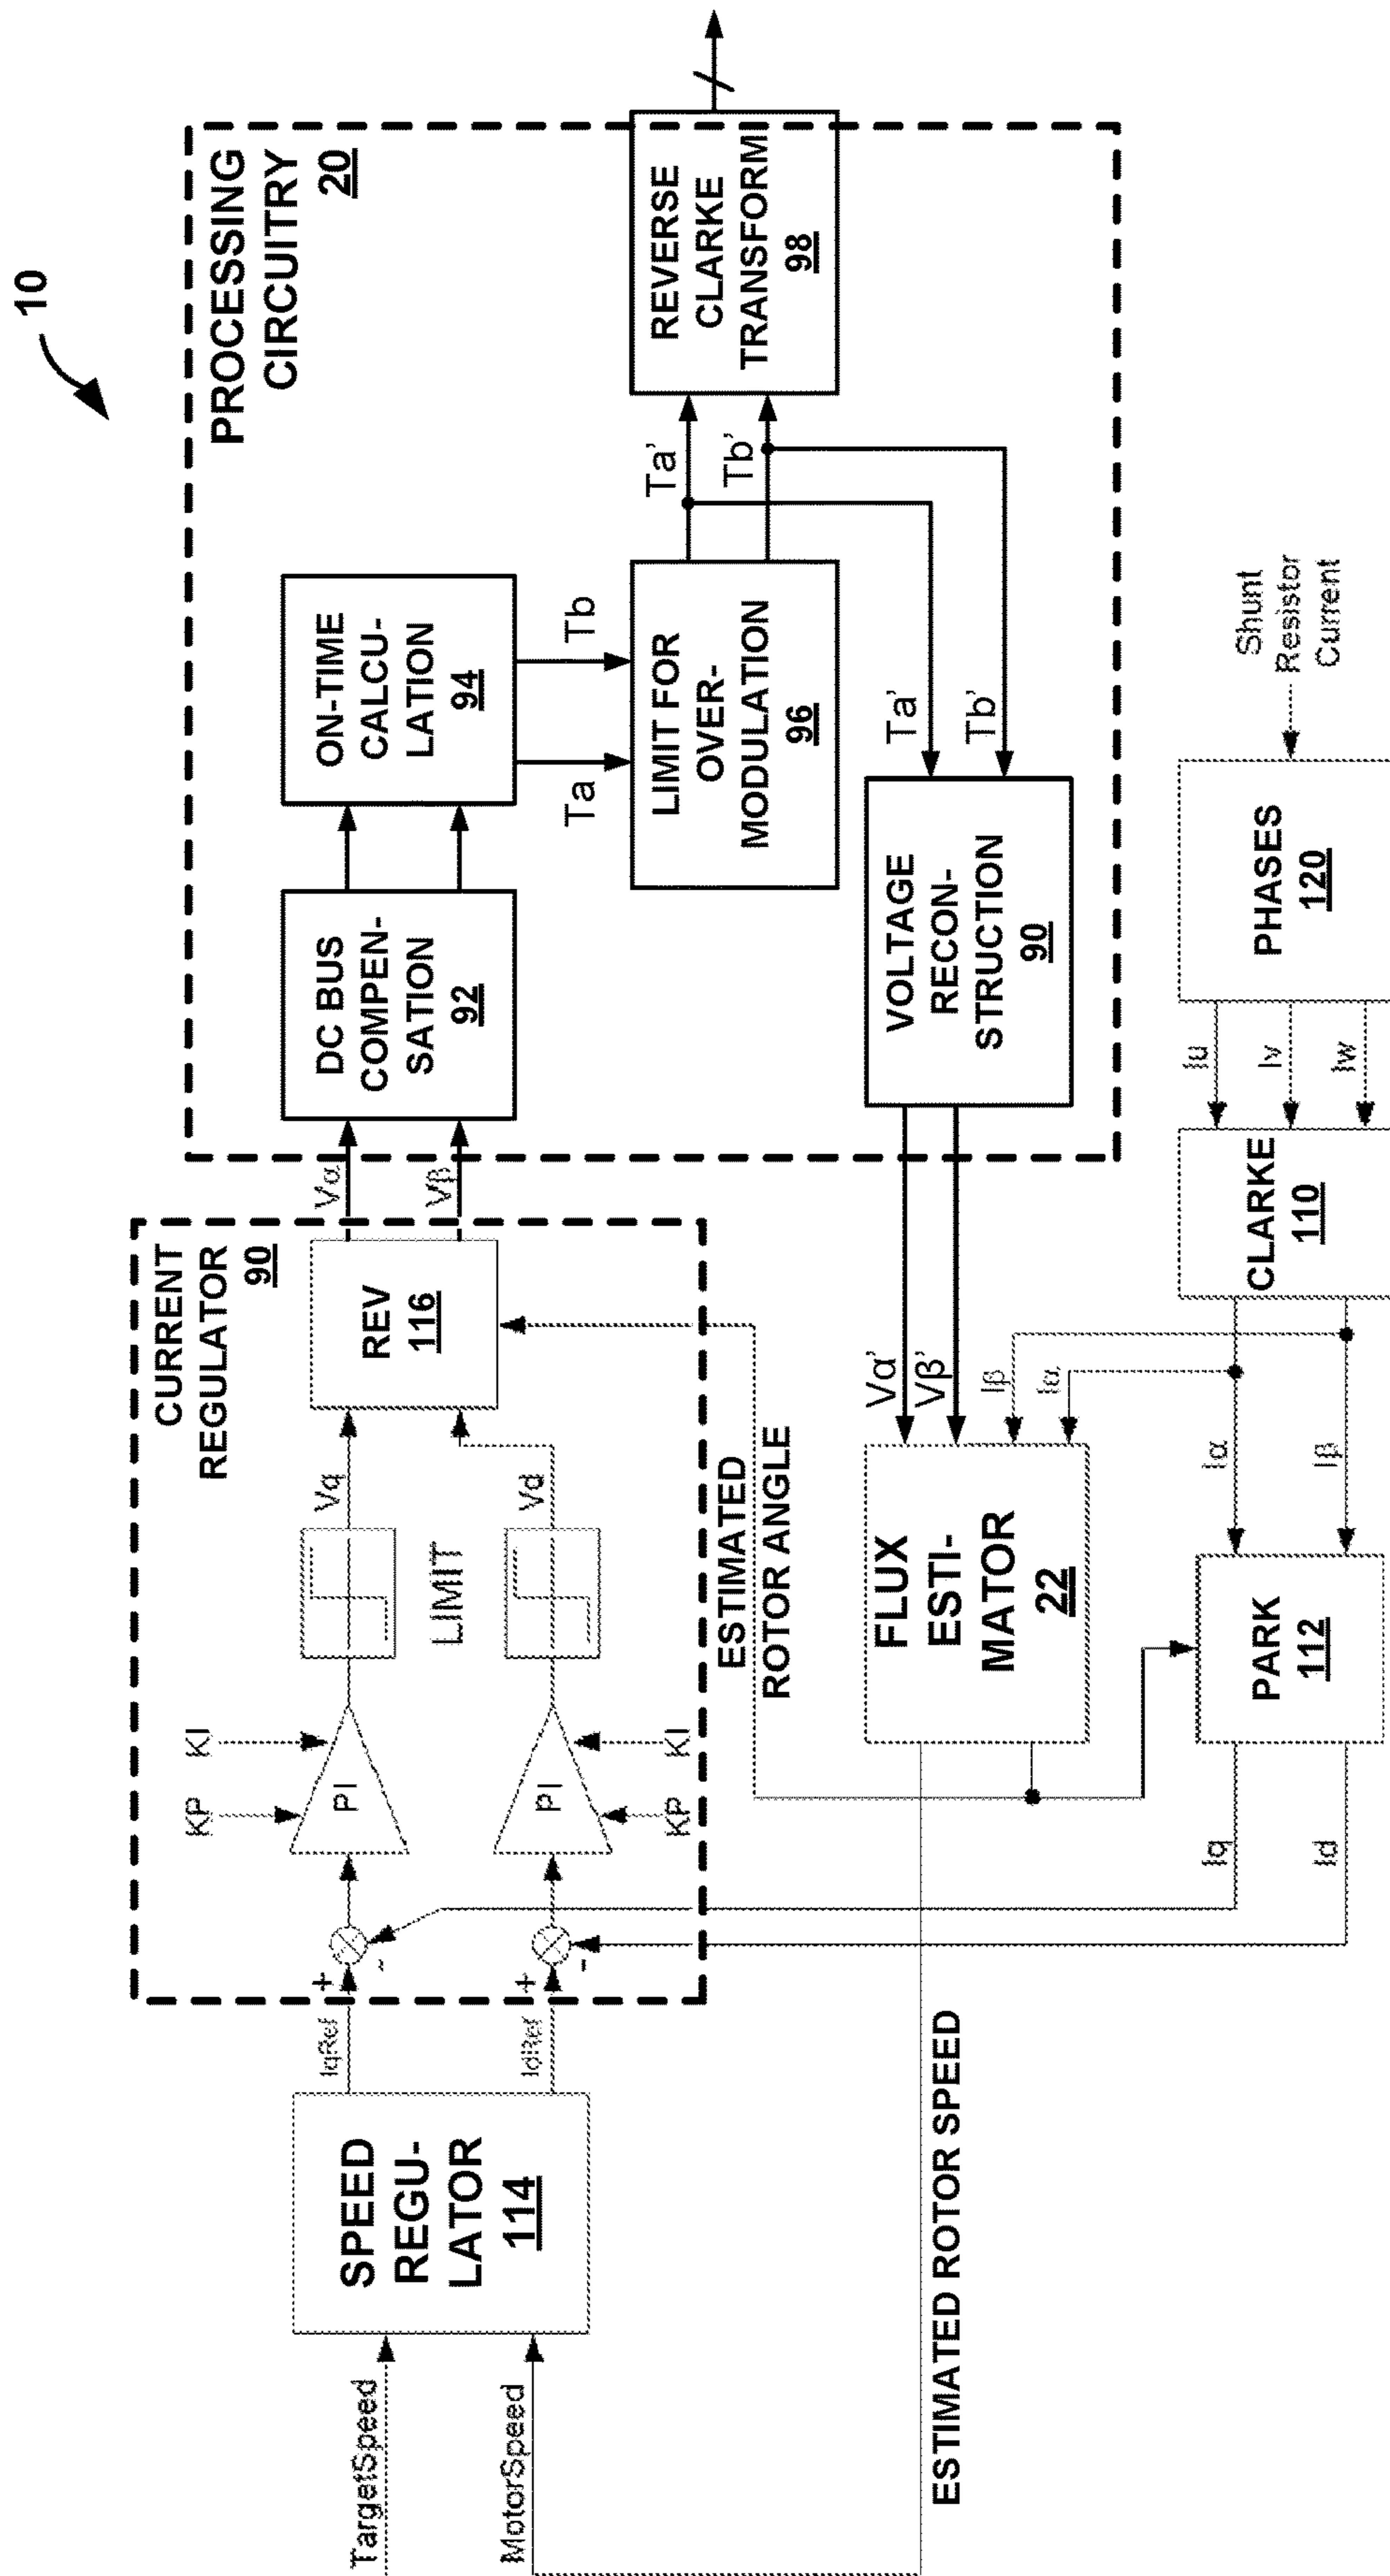 10
PROCESSING
CIRCUITRY
20
CURRENT
REGULATOR
90
TargetSpeed
MotorSpeed
SPEED
REGU-
LATOR
114
IqRef
IdRef
+
-
+
-
KP
KI
PI
PI
KP
KI
LIMIT
Vq
Vd
REV
116
Vα
Vβ
DC BUS
COMPEN-
SATION
92
ON-TIME
CALCU-
LATION
94
Ta
Tb
LIMIT FOR
OVER-
MODULATION
96
Ta’
Tb’
REVERSE
CLARKE
TRANSFORM
98
Ta’
Tb’
VOLTAGE
RECON-
STRUCTION
90
Vα’
Vβ’
Iβ
Iα
ESTIMATED
ROTOR ANGLE
FLUX
ESTI-
MATOR
22
ESTIMATED ROTOR SPEED
Iq
Id
PARK
112
Iα
Iβ
CLARKE
110
Iu
Iv
Iw
PHASES
120
Shunt
Resistor
Current